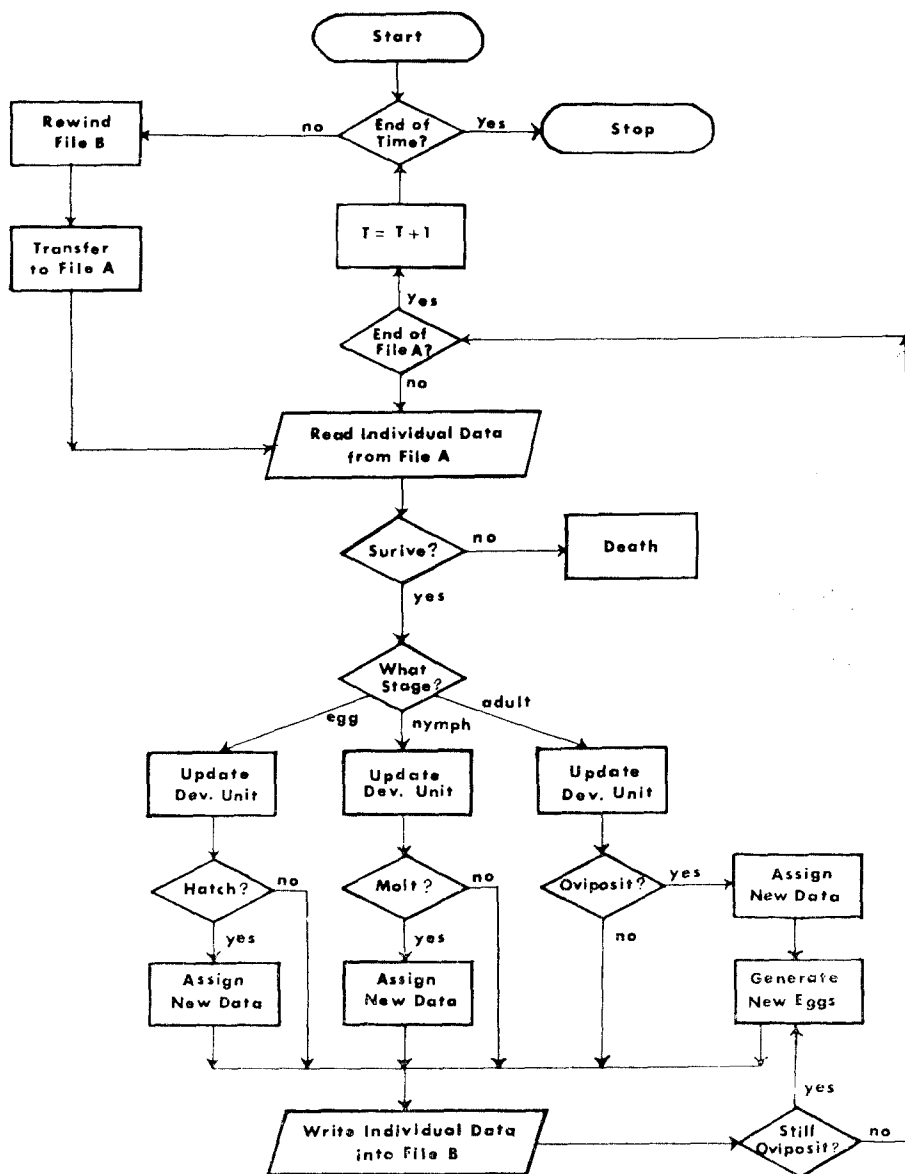 Start
Rewind
File B
no
End of
Time?
yes
Stop
Transfer
to File A
T = T+1
yes
End of
File A?
no
Read Individual Data
from File A
Surive?
no
Death
yes
What
Stage?
egg
nymph
adult
Update
Dev. Unit
Update
Dev. Unit
Update
Dev. Unit
Hatch?
no
Molt?
no
Oviposit?
yes
Assign
New Data
yes
yes
no
Assign
New Data
Assign
New Data
Generate
New Eggs
yes
Write Individual Data
into File B
Still
Oviposit?
no